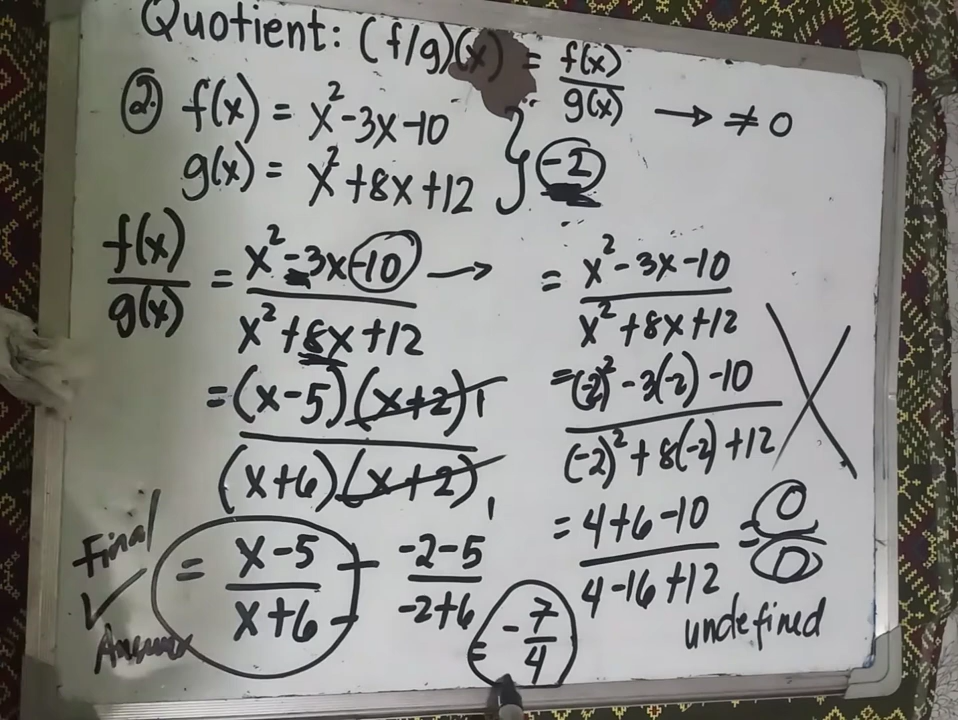 Quotient: (f/g)(x) = f(x)/g(x) → ≠ 0
2. f(x) = x² - 3x - 10
g(x) = x² + 8x + 12 } -2
f(x)/g(x) = x² - 3x - 10 / x² + 8x + 12 →
= (x-5)(x+2) 1 / (x+6)(x+2) 1
= x-5 / x+6 = -2-5 / -2+6
= -7/4
Final
✓
Answer
= x² - 3x - 10 / x² + 8x + 12
= (-2)² - 3(-2) - 10 / (-2)² + 8(-2) + 12
= 4+6-10 / 4-16+12 = 0/0
undefined